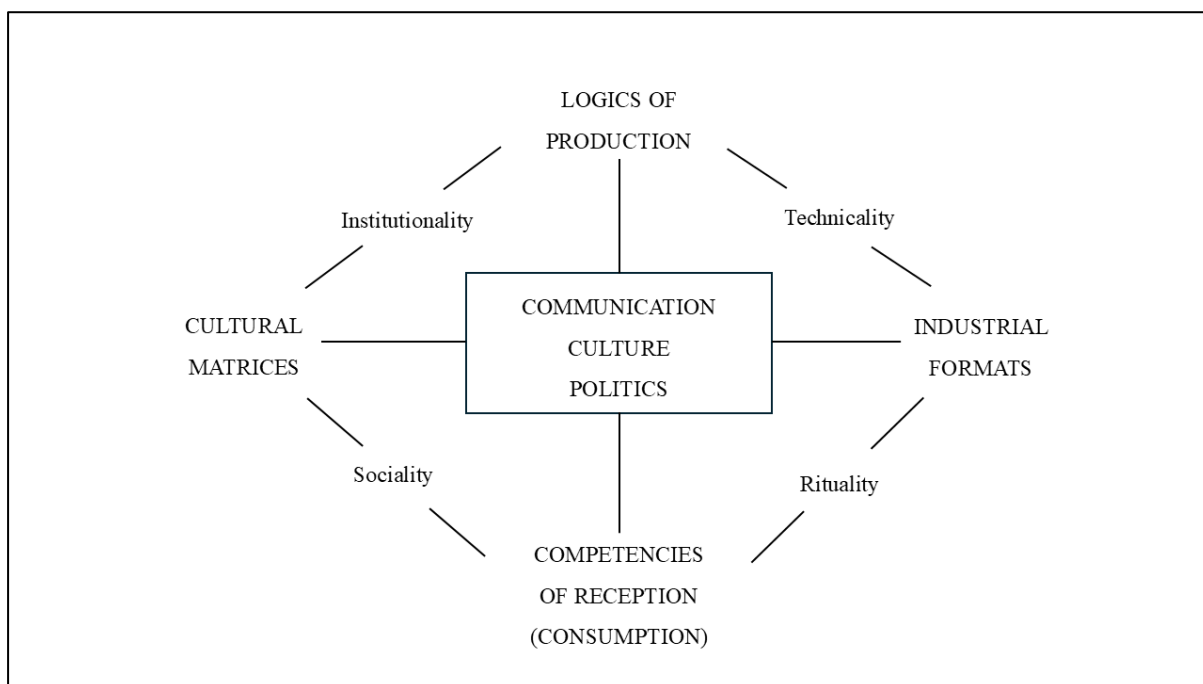 LOGICS OF
PRODUCTION
Institutionality
Technicality
COMMUNICATION
CULTURE
POLITICS
CULTURAL
MATRICES
INDUSTRIAL
FORMATS
Sociality
Rituality
COMPETENCIES
OF RECEPTION
(CONSUMPTION)